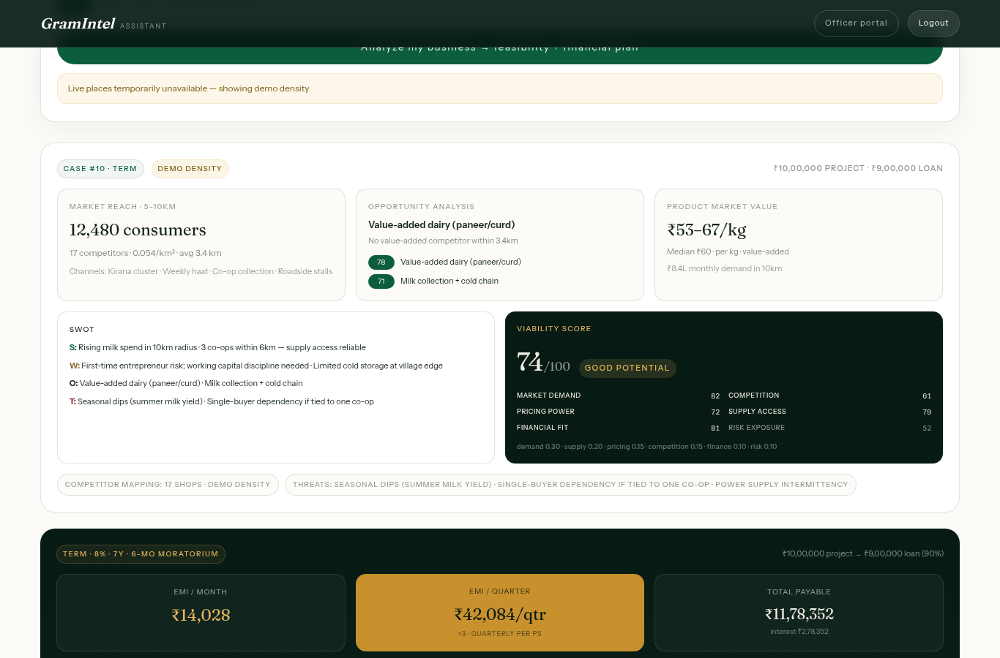 GramIntel ASSISTANT
Officer portal
Logout
Analyze my business → feasibility + financial plan
Live places temporarily unavailable — showing demo density
CASE #10 · TERM
DEMO DENSITY
₹10,00,000 PROJECT · ₹9,00,000 LOAN
MARKET REACH · 5–10KM
12,480 consumers
17 competitors · 0.054/km² · avg 3.4 km
Channels: Kirana cluster · Weekly haat · Co-op collection · Roadside stalls
OPPORTUNITY ANALYSIS
Value-added dairy (paneer/curd)
No value-added competitor within 3.4km
78 Value-added dairy (paneer/curd)
71 Milk collection + cold chain
PRODUCT MARKET VALUE
₹53–67/kg
Median ₹60 · per kg · value-added
₹8.4L monthly demand in 10km
SWOT
S: Rising milk spend in 10km radius · 3 co-ops within 6km — supply access reliable
W: First-time entrepreneur risk; working capital discipline needed · Limited cold storage at village edge
O: Value-added dairy (paneer/curd) · Milk collection + cold chain
T: Seasonal dips (summer milk yield) · Single-buyer dependency if tied to one co-op
VIABILITY SCORE
74/100 GOOD POTENTIAL
MARKET DEMAND 82 COMPETITION 61
PRICING POWER 72 SUPPLY ACCESS 79
FINANCIAL FIT 81 RISK EXPOSURE 52
demand 0.30 · supply 0.20 · pricing 0.15 · competition 0.15 · finance 0.10 · risk 0.10
COMPETITOR MAPPING: 17 SHOPS · DEMO DENSITY
THREATS: SEASONAL DIPS (SUMMER MILK YIELD) · SINGLE-BUYER DEPENDENCY IF TIED TO ONE CO-OP · POWER SUPPLY INTERMITTENCY
TERM · 8% · 7Y · 6-MO MORATORIUM
₹10,00,000 project → ₹9,00,000 loan (90%)
EMI / MONTH
₹14,028
EMI / QUARTER
₹42,084/qtr
×3 · QUARTERLY PER PS
TOTAL PAYABLE
₹11,78,352
interest ₹2,78,352